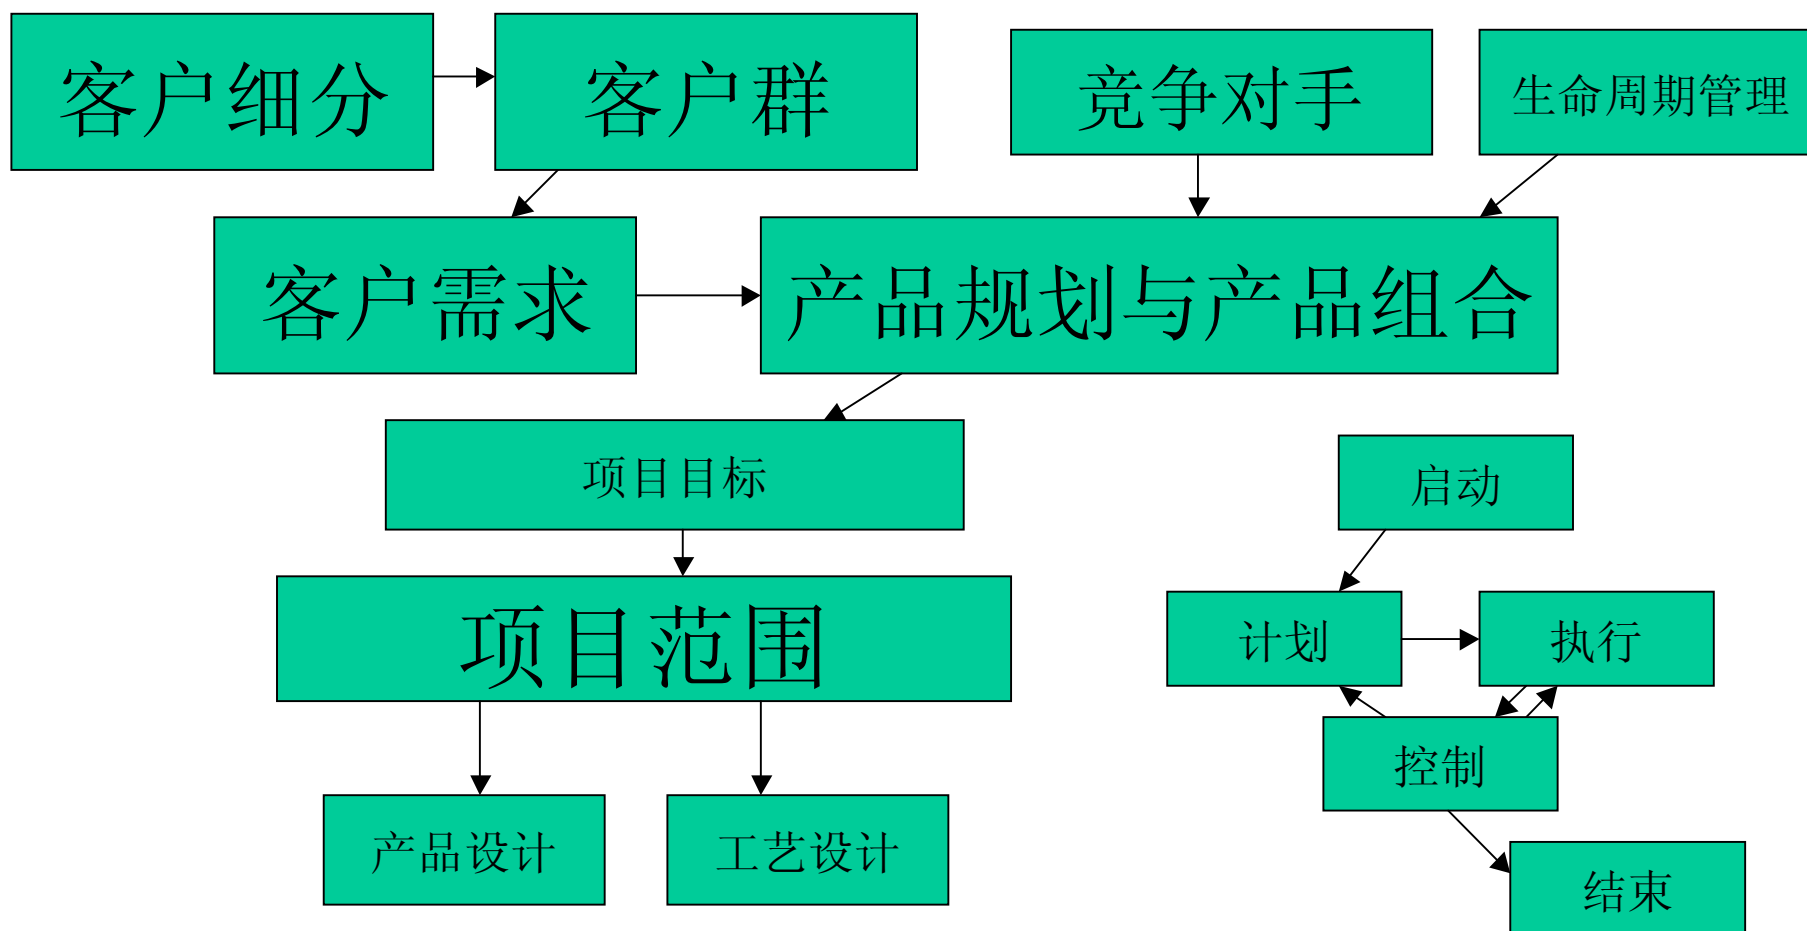 客户细分
客户群
竞争对手
生命周期管理
客户需求
产品规划与产品组合
项目目标
启动
项目范围
计划
执行
控制
产品设计
工艺设计
结束